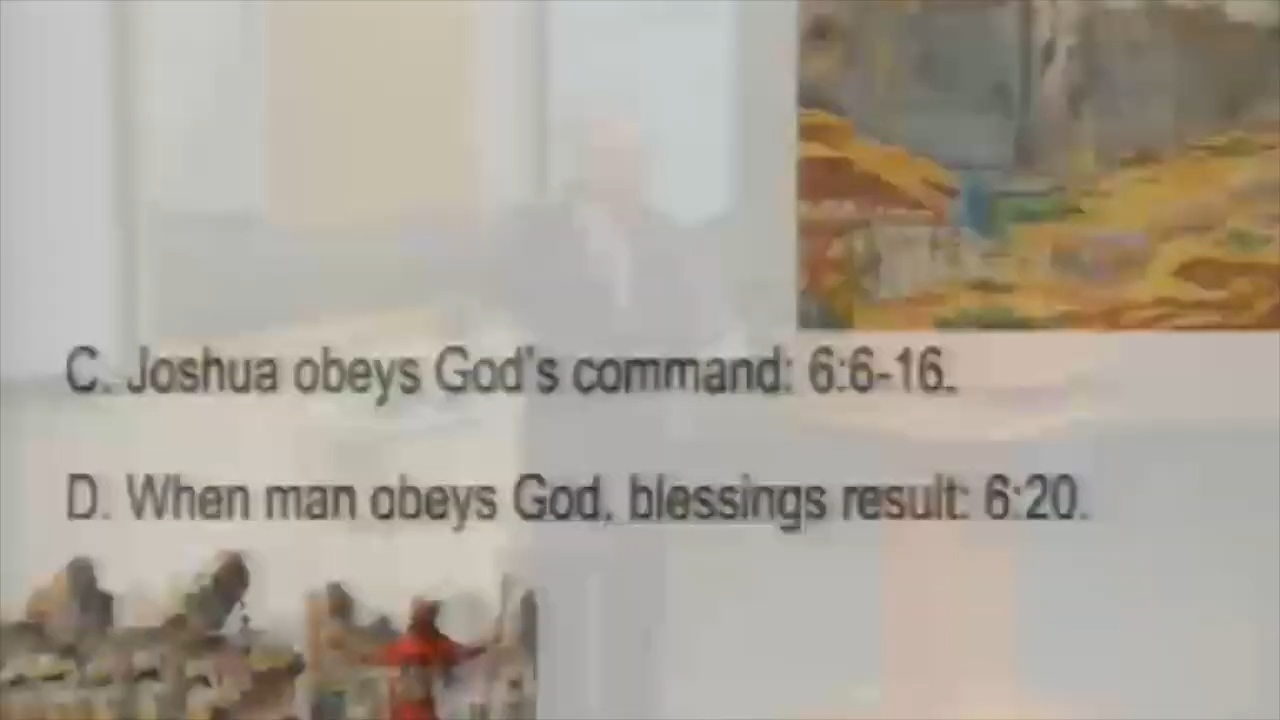 C. Joshua obeys God's command: 6:6-16.
D. When man obeys God, blessings result: 6:20.